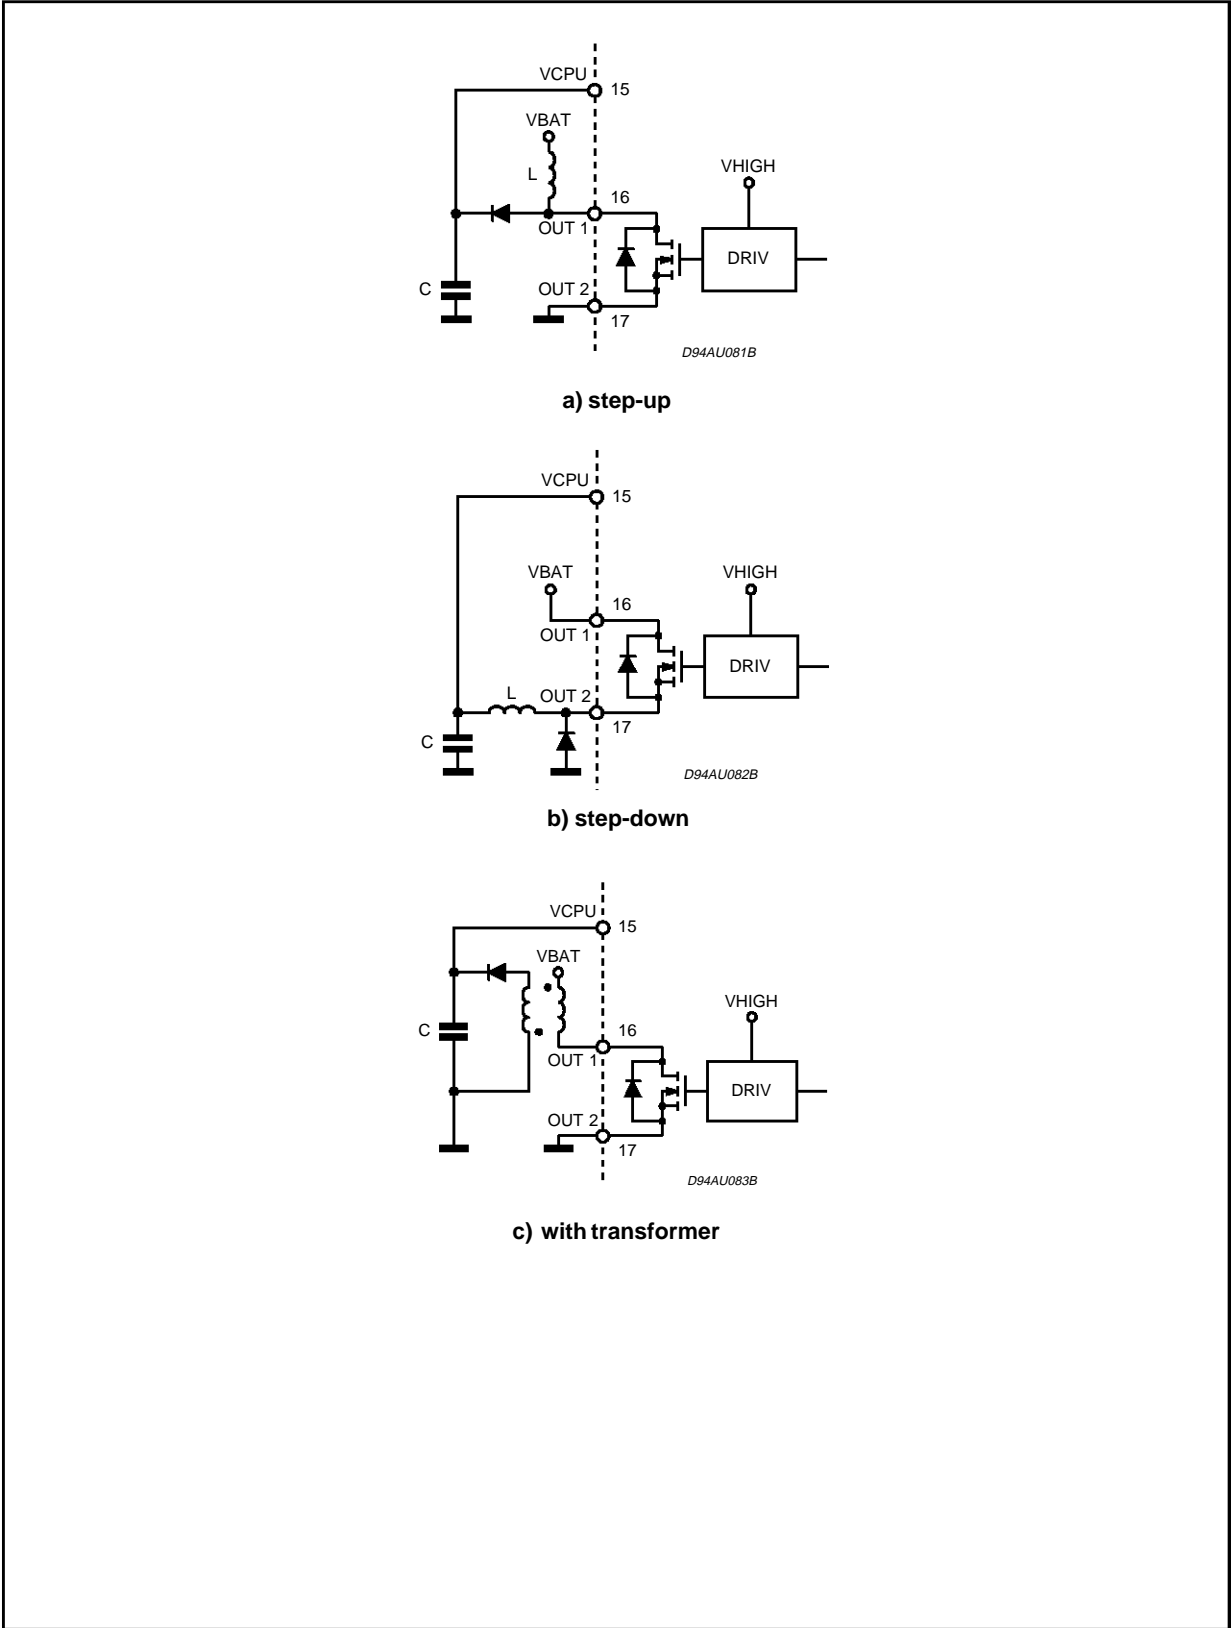 VCPU
15
VBAT
L
VHIGH
16
OUT 1
DRIV
C
OUT 2
17
D94AU081B
a) step-up
VCPU
15
VBAT
VHIGH
16
OUT 1
DRIV
L
OUT 2
17
C
D94AU082B
b) step-down
VCPU
15
VBAT
VHIGH
C
16
OUT 1
DRIV
OUT 2
17
D94AU083B
c) with transformer